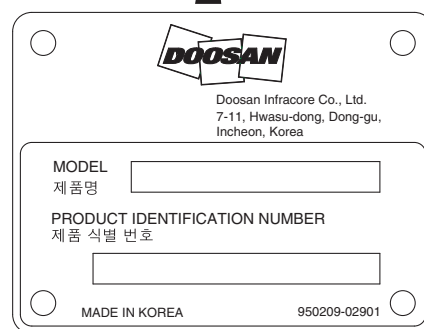 DOOSAN
Doosan Infracore Co., Ltd.
7-11, Hwasu-dong, Dong-gu,
Incheon, Korea
MODEL
제품명
PRODUCT IDENTIFICATION NUMBER
제품 식별 번호
MADE IN KOREA 950209-02901